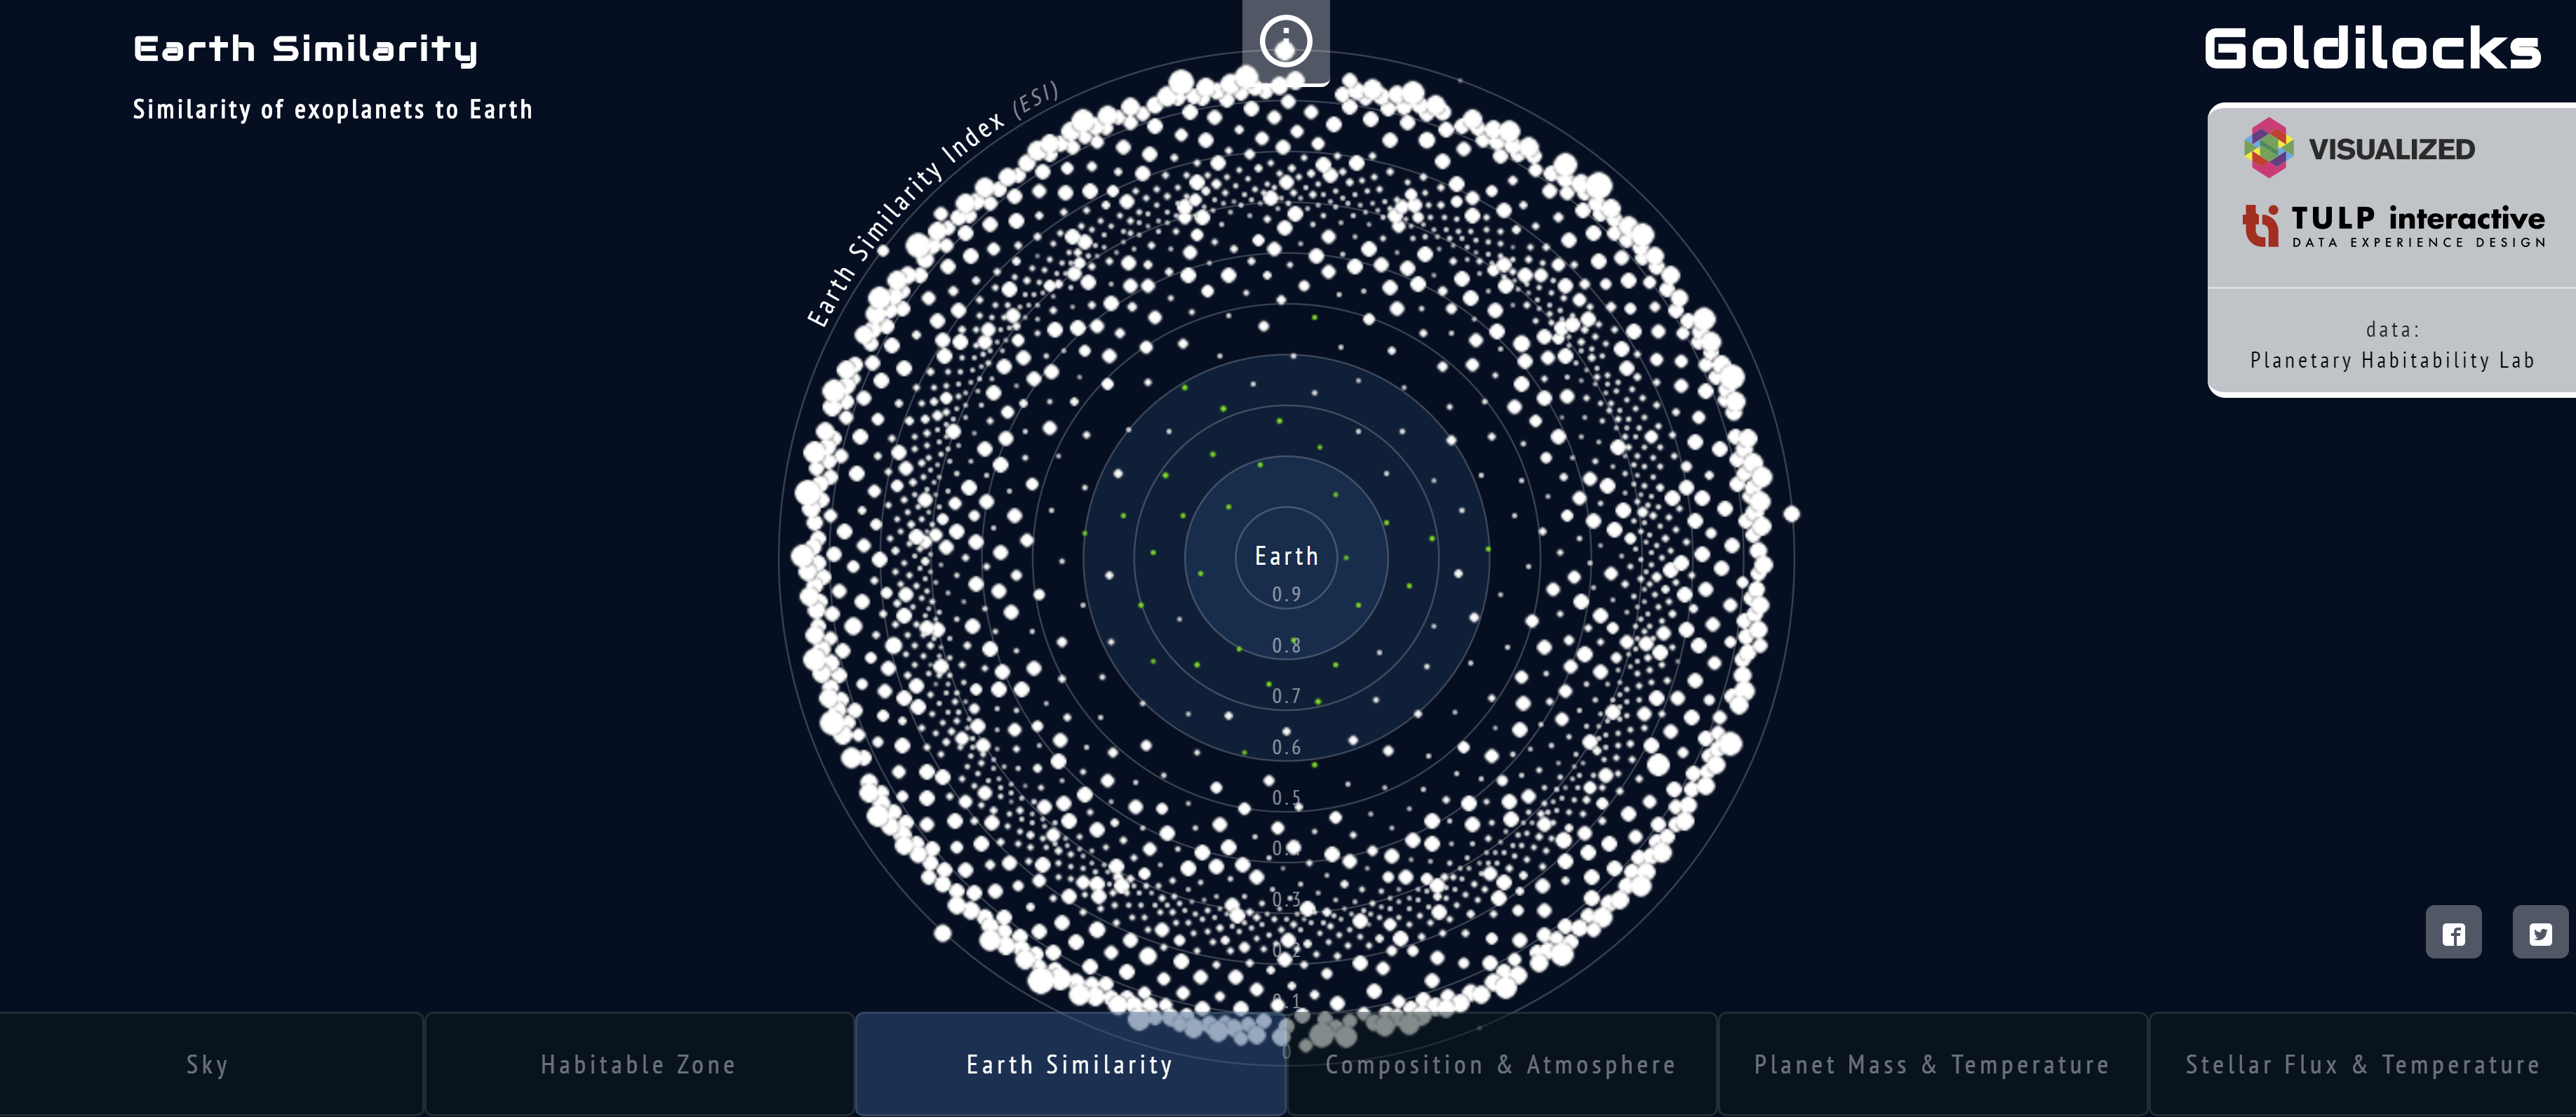 Earth Similarity
Similarity of exoplanets to Earth
Earth Similarity Index (ESI)
Goldilocks
VISUALIZED
ti TULP interactive
DATA EXPERIENCE DESIGN
data:
Planetary Habitability Lab
Earth
0.9
0.8
0.7
0.6
0.5
0.3
0.2
0.1
0
Sky
Habitable Zone
Earth Similarity
Composition & Atmosphere
Planet Mass & Temperature
Stellar Flux & Temperature